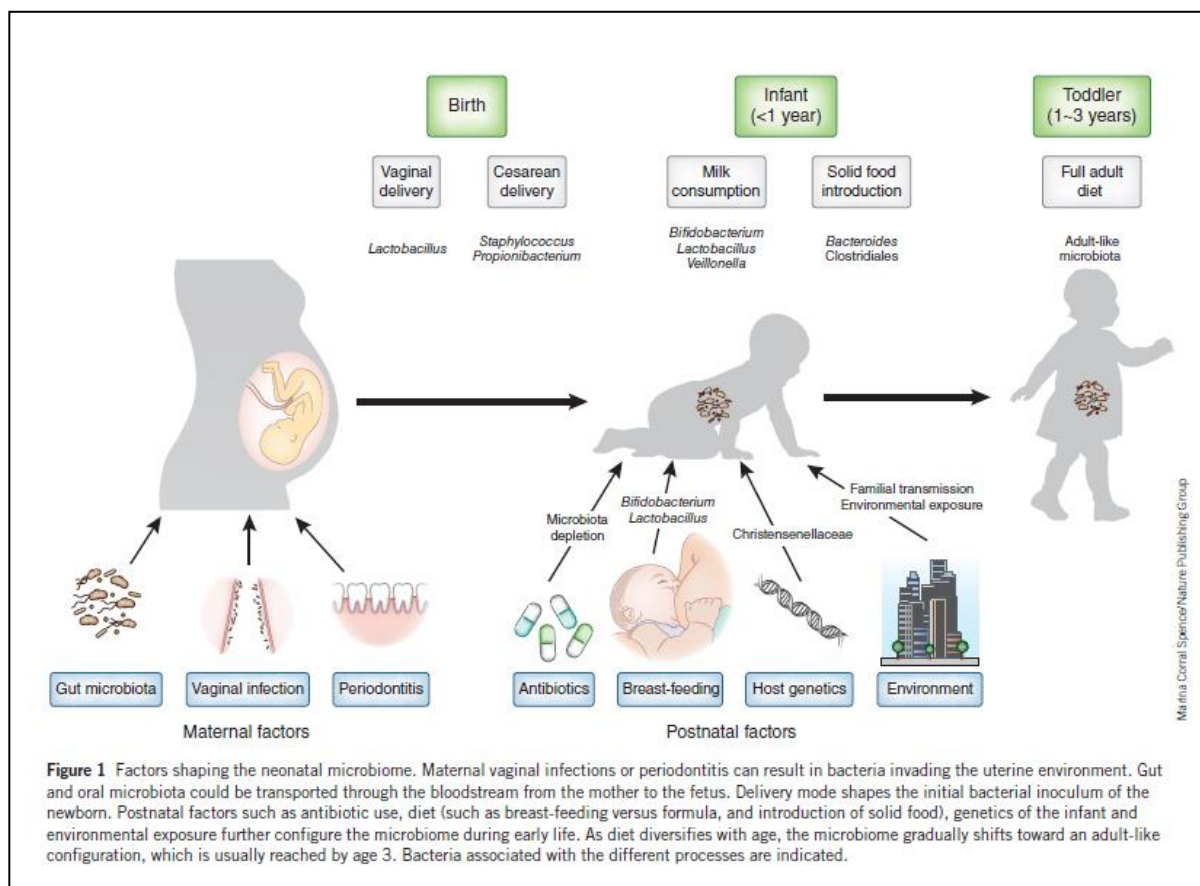 Birth
Infant
(<1 year)
Toddler
(1~3 years)
Vaginal
delivery
Cesarean
delivery
Milk
consumption
Solid food
introduction
Full adult
diet
Lactobacillus
Staphylococcus
Propionibacterium
Bifidobacterium
Lactobacillus
Veillonella
Bacteroides
Clostridiales
Adult-like
microbiota
Microbiota
depletion
Bifidobacterium
Lactobacillus
Christensenellaceae
Familial transmission
Environmental exposure
Gut microbiota
Vaginal infection
Periodontitis
Antibiotics
Breast-feeding
Host genetics
Environment
Maternal factors
Postnatal factors
Marina Corral Spence/Nature Publishing Group
Figure 1 Factors shaping the neonatal microbiome. Maternal vaginal infections or periodontitis can result in bacteria invading the uterine environment. Gut
and oral microbiota could be transported through the bloodstream from the mother to the fetus. Delivery mode shapes the initial bacterial inoculum of the
newborn. Postnatal factors such as antibiotic use, diet (such as breast-feeding versus formula, and introduction of solid food), genetics of the infant and
environmental exposure further configure the microbiome during early life. As diet diversifies with age, the microbiome gradually shifts toward an adult-like
configuration, which is usually reached by age 3. Bacteria associated with the different processes are indicated.